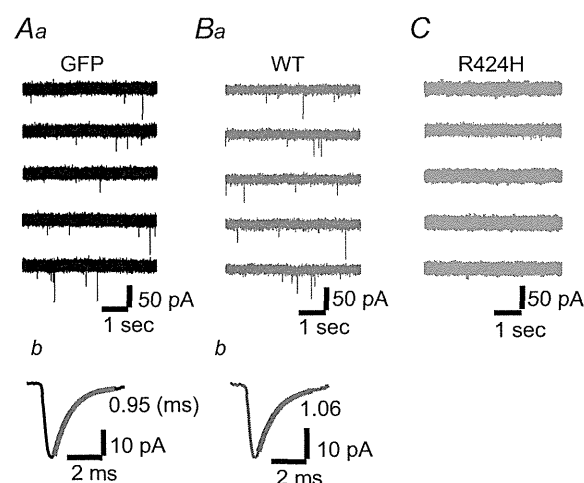 Aa
Ba
C
GFP
WT
R424H
50 pA
1 sec
50 pA
1 sec
50 pA
1 sec
b
b
0.95 (ms)
1.06
10 pA
2 ms
10 pA
2 ms